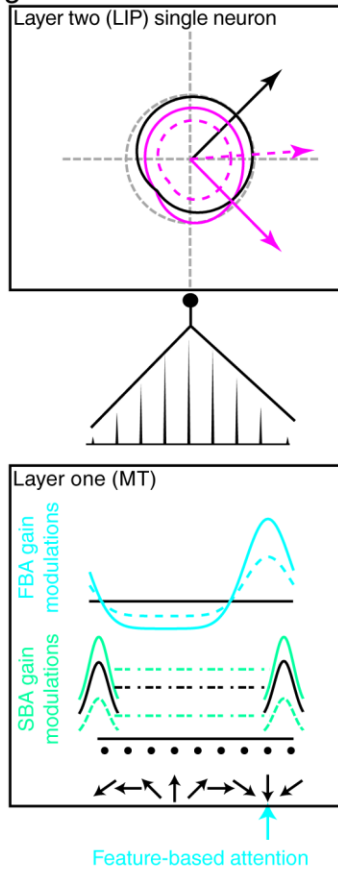 Layer two (LIP) single neuron
Layer one (MT)
FBA gain
modulations
SBA gain
modulations
Feature-based attention